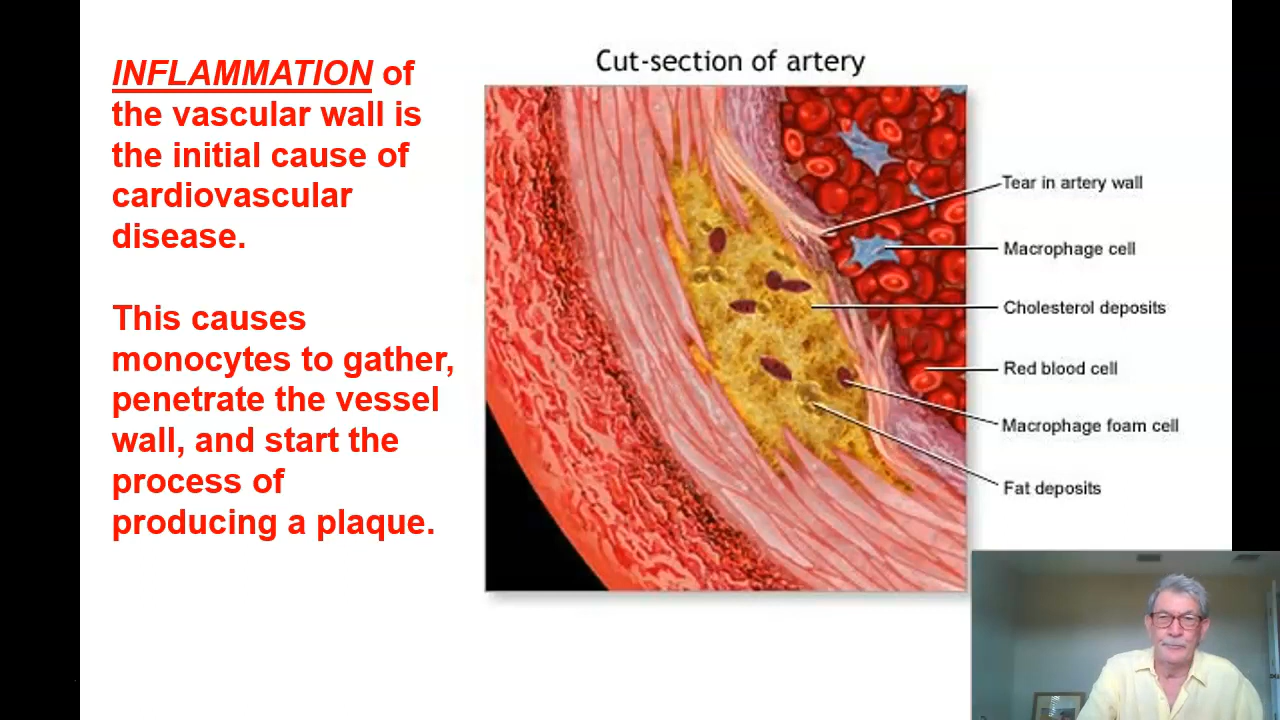 INFLAMMATION of
the vascular wall is
the initial cause of
cardiovascular
disease.
This causes
monocytes to gather,
penetrate the vessel
wall, and start the
process of
producing a plaque.
Cut-section of artery
Tear in artery wall
Macrophage cell
Cholesterol deposits
Red blood cell
Macrophage foam cell
Fat deposits